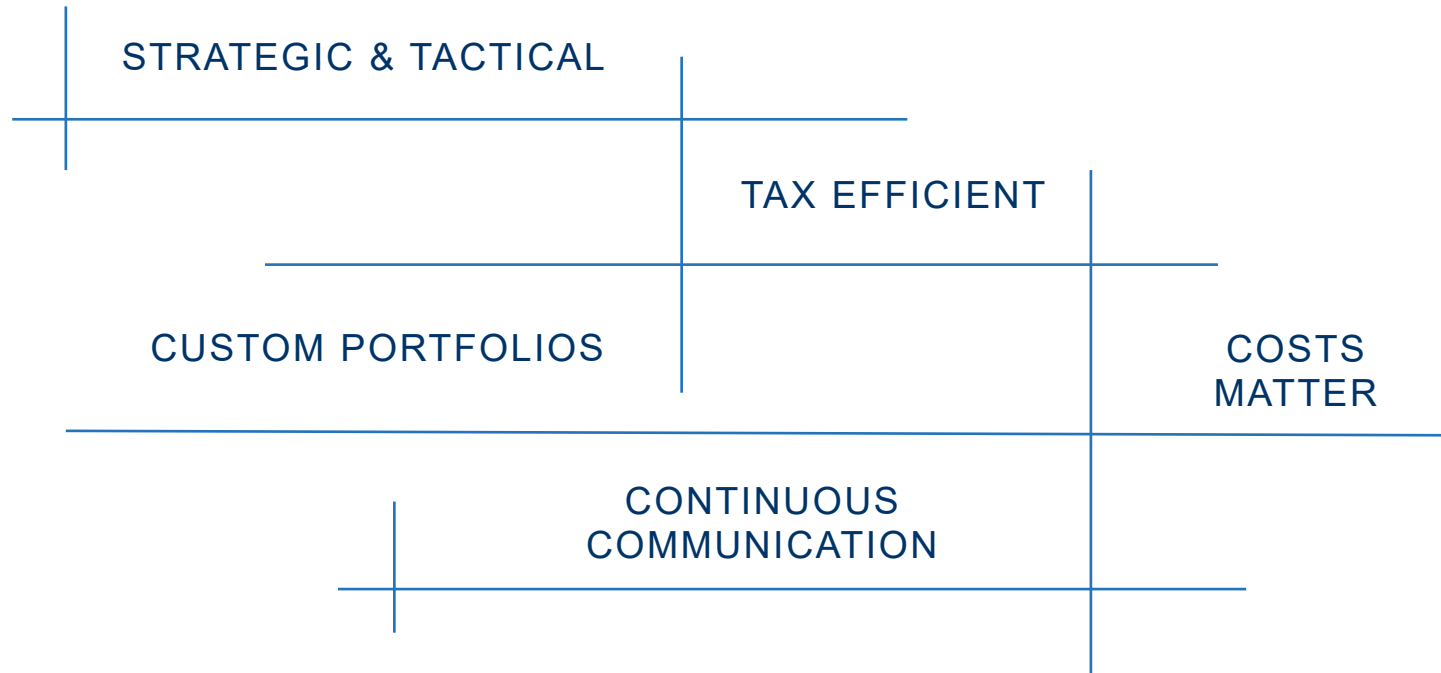 STRATEGIC & TACTICAL
TAX EFFICIENT
CUSTOM PORTFOLIOS
COSTS
MATTER
CONTINUOUS
COMMUNICATION